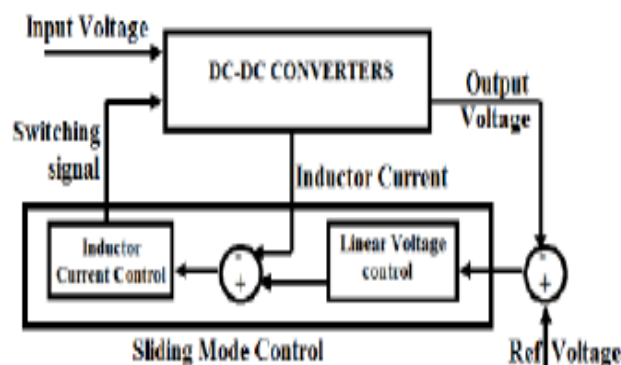 Input Voltage
DC-DC CONVERTERS
Output
Voltage
Switching
signal
Inductor Current
Inductor
Current Control
-
+
Linear Voltage
control
-
+
Sliding Mode Control
Ref Voltage